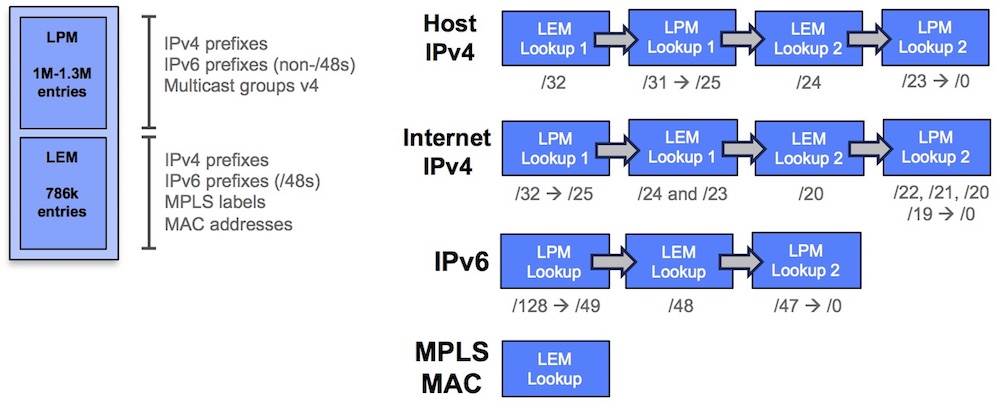 LPM
1M-1.3M
entries
IPv4 prefixes
IPv6 prefixes (non-/48s)
Multicast groups v4
LEM
786k
entries
IPv4 prefixes
IPv6 prefixes (/48s)
MPLS labels
MAC addresses
Host
IPv4
LEM
Lookup 1
LPM
Lookup 1
LEM
Lookup 2
LPM
Lookup 2
/32
/31 → /25
/24
/23 → /0
Internet
IPv4
LPM
Lookup 1
LEM
Lookup 1
LEM
Lookup 2
LPM
Lookup 2
/32 → /25
/24 and /23
/20
/22, /21, /20
/19 → /0
IPv6
LPM
Lookup
LEM
Lookup
LPM
Lookup 2
/128 → /49
/48
/47 → /0
MPLS
MAC
LEM
Lookup